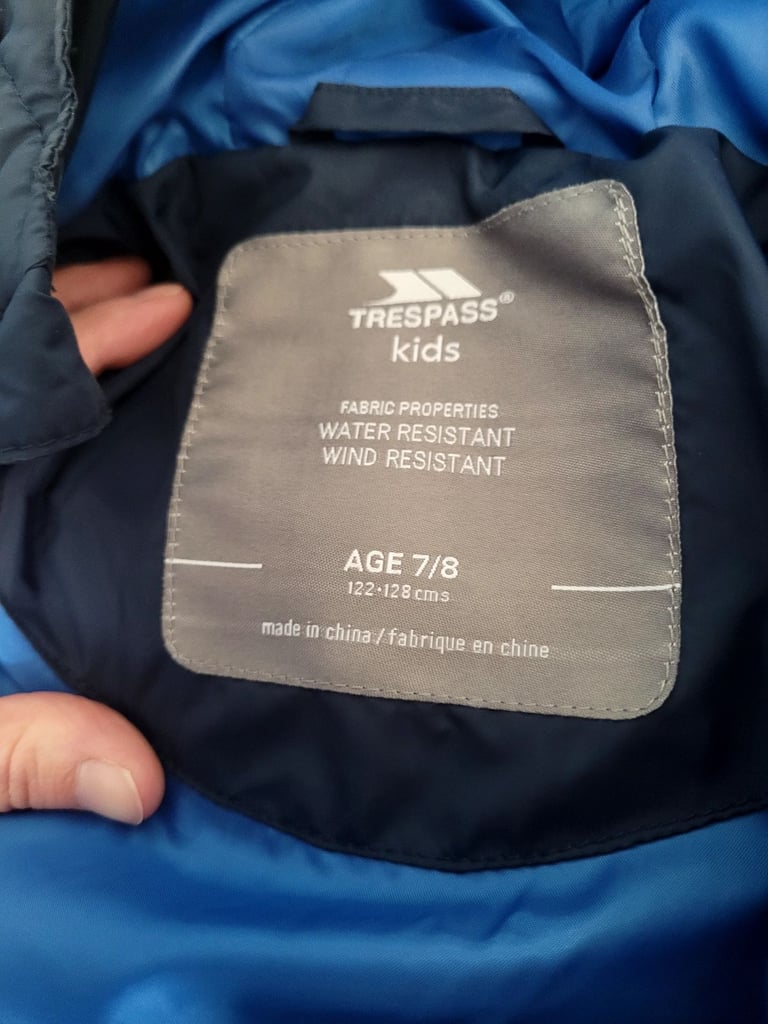 TRESPASS®
kids
FABRIC PROPERTIES
WATER RESISTANT
WIND RESISTANT
AGE 7/8
122-128 cms
made in china/fabrique en chine